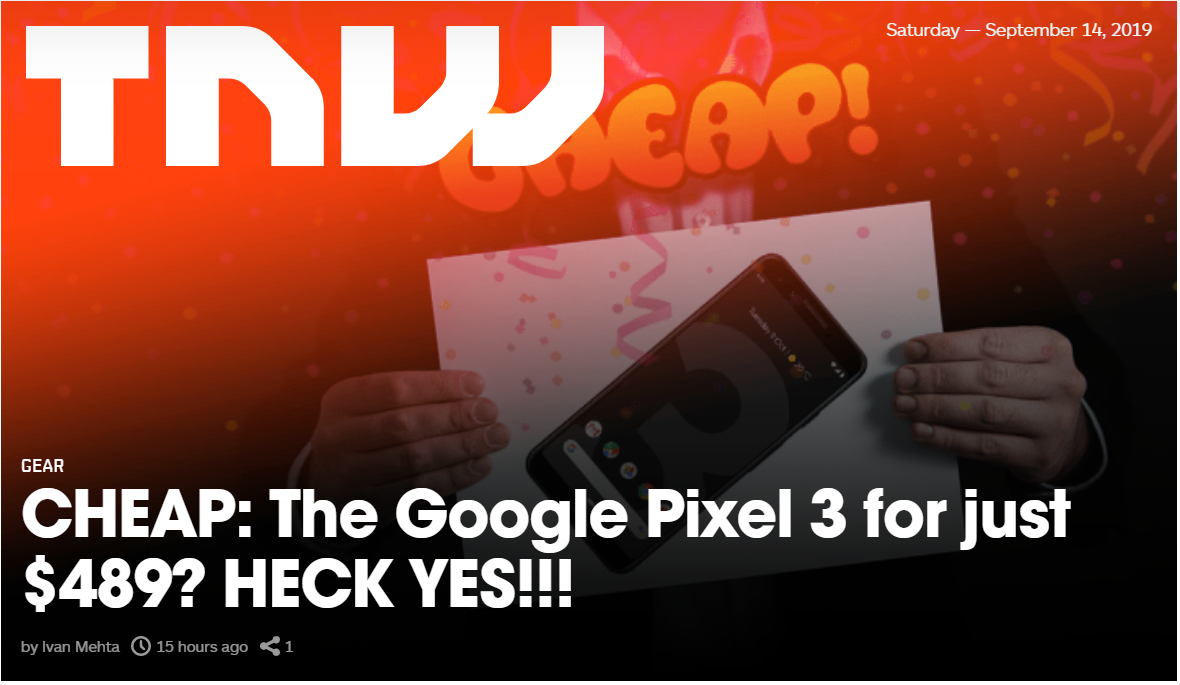 TNW
Saturday — September 14, 2019
CHEAP!
GEAR
CHEAP: The Google Pixel 3 for just
$489? HECK YES!!!
by Ivan Mehta 15 hours ago 1